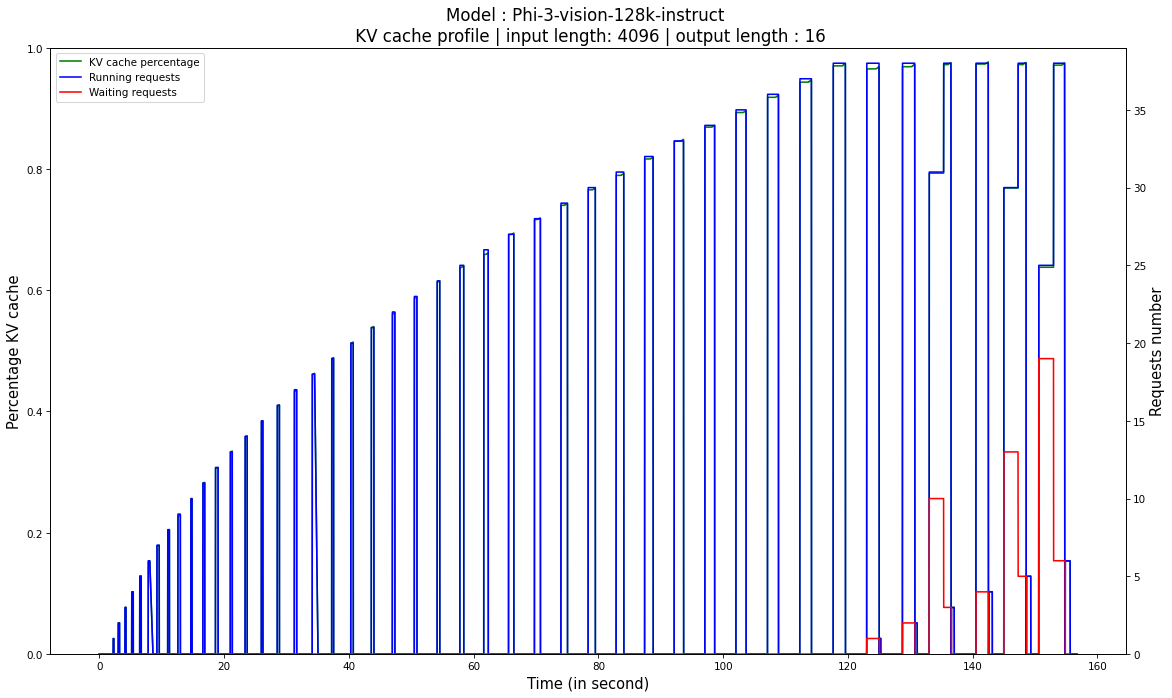 Model : Phi-3-vision-128k-instruct
KV cache profile | input length: 4096 | output length : 16
KV cache percentage
Running requests
Waiting requests
Percentage KV cache
1.0
0.8
0.6
0.4
0.2
0.0
Requests number
35
30
25
20
15
10
5
0
0 20 40 60 80 100 120 140 160
Time (in second)